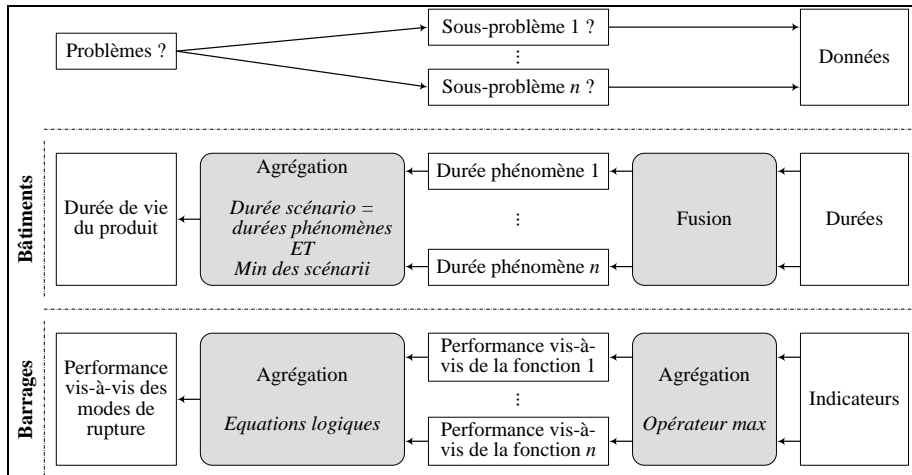 Problèmes ?
Sous-problème 1 ?
⋮
Sous-problème n ?
Données
Bâtiments
Durée de vie
du produit
Agrégation
Durée scénario =
durées phénomènes
ET
Min des scénarii
Durée phénomène 1
⋮
Durée phénomène n
Fusion
Durées
Barrages
Performance
vis-à-vis des
modes de
rupture
Agrégation
Equations logiques
Performance vis-à-
vis de la fonction 1
⋮
Performance vis-à-
vis de la fonction n
Agrégation
Opérateur max
Indicateurs